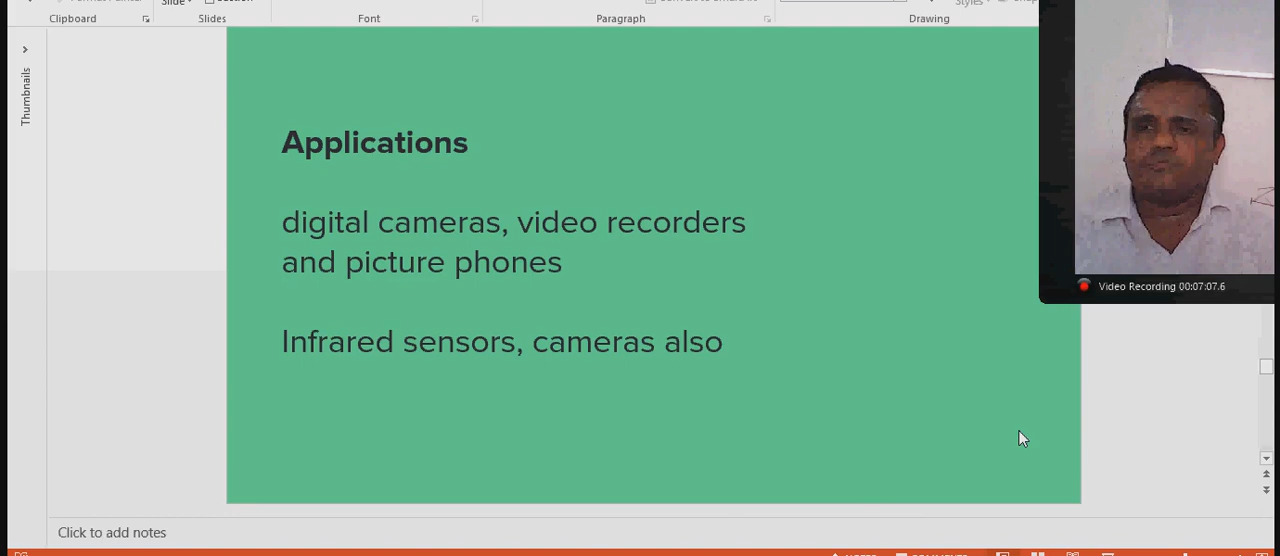 Clipboard
Slides
Font
Paragraph
Drawing
Thumbnails
Applications
digital cameras, video recorders
and picture phones
Infrared sensors, cameras also
Video Recording 00:07:07.6
Click to add notes